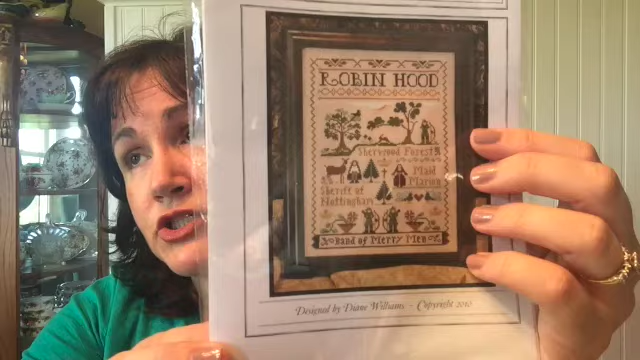 ROBIN HOOD
Sherwood Forest
Maid
Marian
Sheriff of
Nottingham
Band of Merry Men
Designed by Diane Williams ~ Copyright 2010